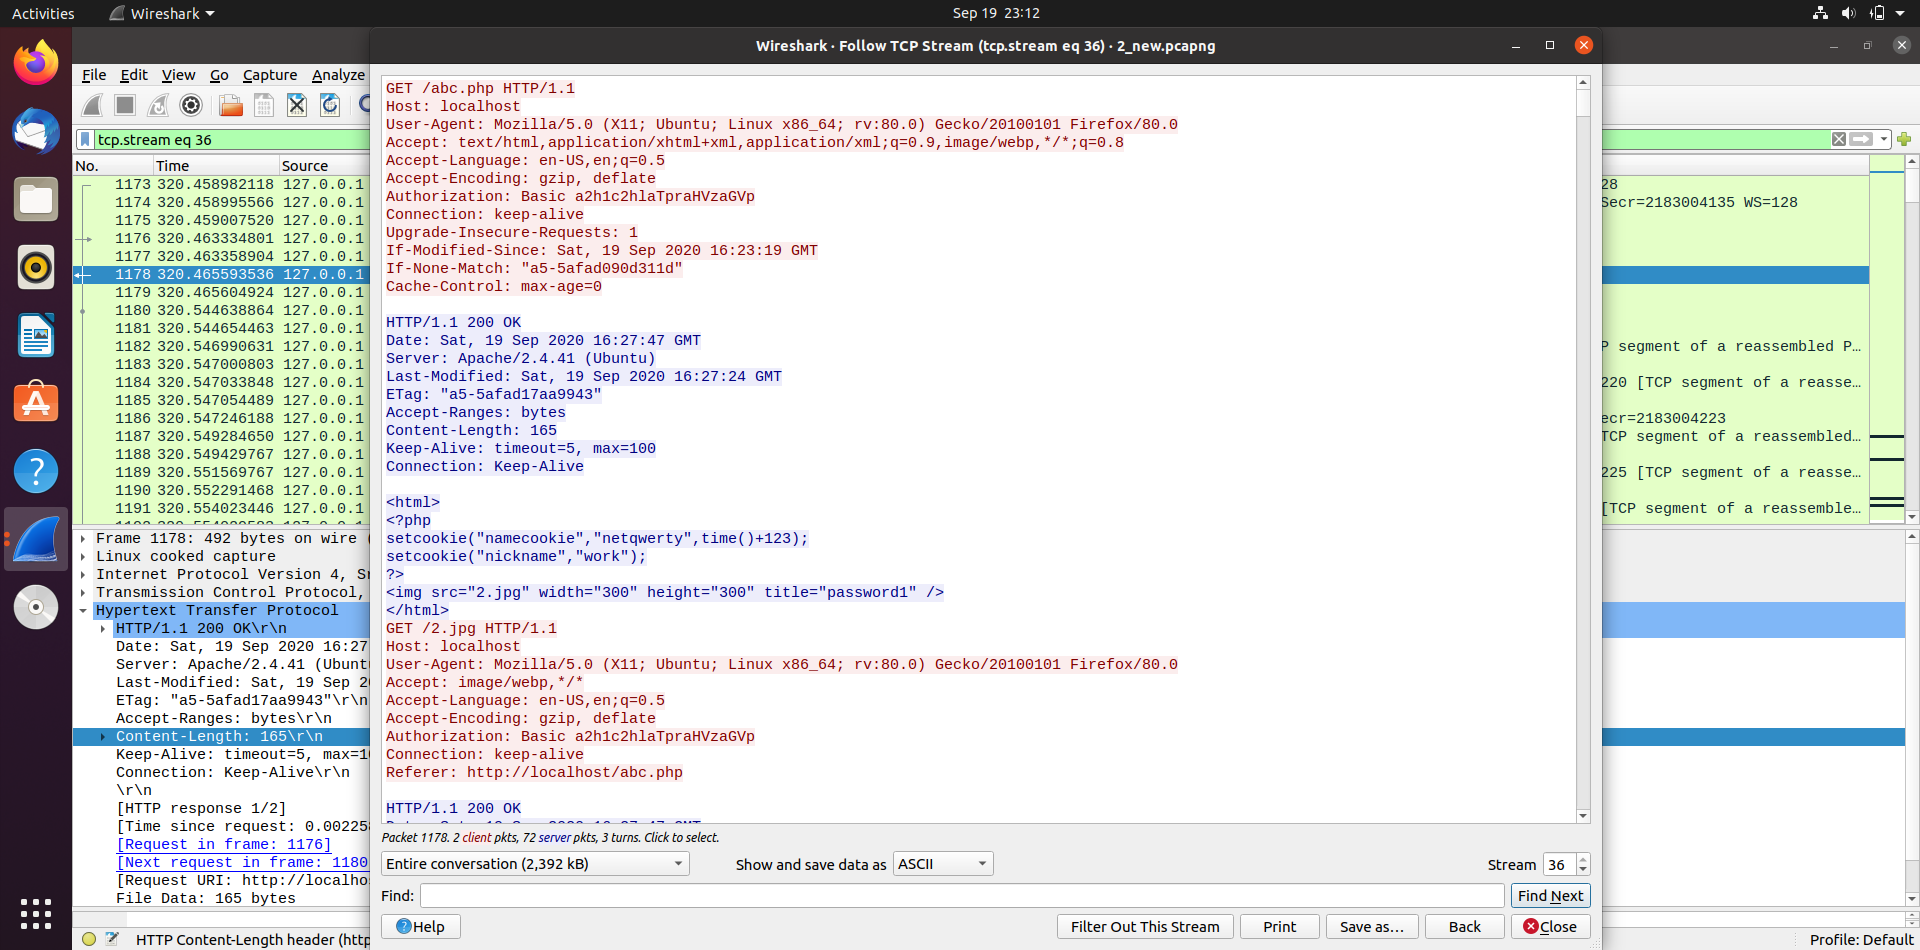 Activities
Wireshark
Sep 19 23:12
Wireshark · Follow TCP Stream (tcp.stream eq 36) · 2_new.pcapng
File Edit View Go Capture Analyze
tcp.stream eq 36
No. Time Source
1173 320.458982118 127.0.0.1
1174 320.458995566 127.0.0.1
1175 320.459007520 127.0.0.1
1176 320.463334801 127.0.0.1
1177 320.463358904 127.0.0.1
1178 320.465593536 127.0.0.1
1179 320.465604924 127.0.0.1
1180 320.544638864 127.0.0.1
1181 320.544654463 127.0.0.1
1182 320.546990631 127.0.0.1
1183 320.547000803 127.0.0.1
1184 320.547033848 127.0.0.1
1185 320.547054489 127.0.0.1
1186 320.547246188 127.0.0.1
1187 320.549284650 127.0.0.1
1188 320.549429767 127.0.0.1
1189 320.551569767 127.0.0.1
1190 320.552291468 127.0.0.1
1191 320.554023446 127.0.0.1
Frame 1178: 492 bytes on wire (
Linux cooked capture
Internet Protocol Version 4, Sr
Transmission Control Protocol,
Hypertext Transfer Protocol
HTTP/1.1 200 OK\r\n
Date: Sat, 19 Sep 2020 16:27
Server: Apache/2.4.41 (Ubunt
Last-Modified: Sat, 19 Sep 2
ETag: "a5-5afad17aa9943"\r\n
Accept-Ranges: bytes\r\n
Content-Length: 165\r\n
Keep-Alive: timeout=5, max=1
Connection: Keep-Alive\r\n
\r\n
[HTTP response 1/2]
[Time since request: 0.00225
[Request in frame: 1176]
[Next request in frame: 1180
[Request URI: http://localho
File Data: 165 bytes
HTTP Content-Length header (http
GET /abc.php HTTP/1.1
Host: localhost
User-Agent: Mozilla/5.0 (X11; Ubuntu; Linux x86_64; rv:80.0) Gecko/20100101 Firefox/80.0
Accept: text/html,application/xhtml+xml,application/xml;q=0.9,image/webp,*/*;q=0.8
Accept-Language: en-US,en;q=0.5
Accept-Encoding: gzip, deflate
Authorization: Basic a2h1c2hlaTpraHVzaGVp
Connection: keep-alive
Upgrade-Insecure-Requests: 1
If-Modified-Since: Sat, 19 Sep 2020 16:23:19 GMT
If-None-Match: "a5-5afad090d311d"
Cache-Control: max-age=0
HTTP/1.1 200 OK
Date: Sat, 19 Sep 2020 16:27:47 GMT
Server: Apache/2.4.41 (Ubuntu)
Last-Modified: Sat, 19 Sep 2020 16:27:24 GMT
ETag: "a5-5afad17aa9943"
Accept-Ranges: bytes
Content-Length: 165
Keep-Alive: timeout=5, max=100
Connection: Keep-Alive
<html>
<?php
setcookie("namecookie","netqwerty",time()+123);
setcookie("nickname","work");
?>
<img src="2.jpg" width="300" height="300" title="password1" />
</html>
GET /2.jpg HTTP/1.1
Host: localhost
User-Agent: Mozilla/5.0 (X11; Ubuntu; Linux x86_64; rv:80.0) Gecko/20100101 Firefox/80.0
Accept: image/webp,*/*
Accept-Language: en-US,en;q=0.5
Accept-Encoding: gzip, deflate
Authorization: Basic a2h1c2hlaTpraHVzaGVp
Connection: keep-alive
Referer: http://localhost/abc.php
HTTP/1.1 200 OK
Packet 1178. 2 client pkts, 72 server pkts, 3 turns. Click to select.
Entire conversation (2,392 kB)
Show and save data as ASCII
Stream 36
Find:
Find Next
Help
Filter Out This Stream
Print
Save as…
Back
Close
28
Secr=2183004135 WS=128
P segment of a reassembled P…
220 [TCP segment of a reasse…
ecr=2183004223
TCP segment of a reassembled…
225 [TCP segment of a reasse…
[TCP segment of a reassemble…
Profile: Default